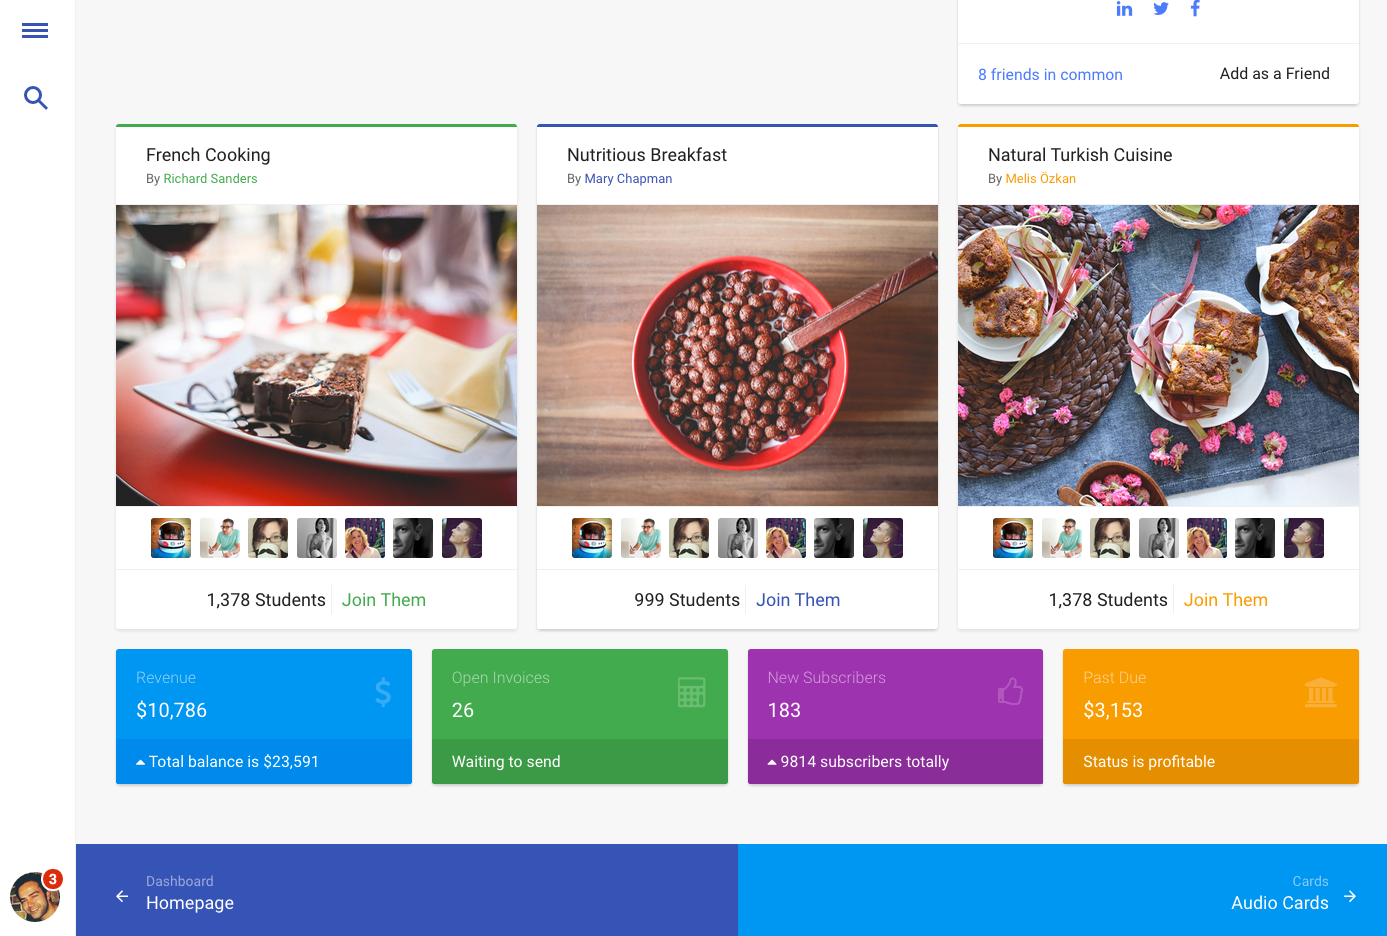 8 friends in common
Add as a Friend
French Cooking
By Richard Sanders
Nutritious Breakfast
By Mary Chapman
Natural Turkish Cuisine
By Melis Özkan
1,378 Students
Join Them
999 Students
Join Them
1,378 Students
Join Them
Revenue
$10,786
Total balance is $23,591
Open Invoices
26
Waiting to send
New Subscribers
183
9814 subscribers totally
Past Due
$3,153
Status is profitable
3
Dashboard
Homepage
Cards
Audio Cards